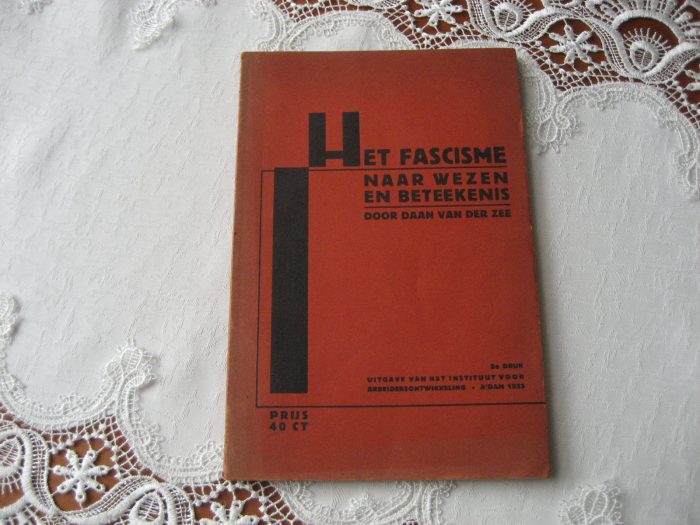 HET FASCISME
NAAR WEZEN
EN BETEEKENIS
DOOR DAAN VAN DER ZEE
2e DRUK
UITGAVE VAN HET INSTITUUT VOOR
ARBEIDERSONTWIKKELING • A'DAM 1933
PRIJS
40 CT